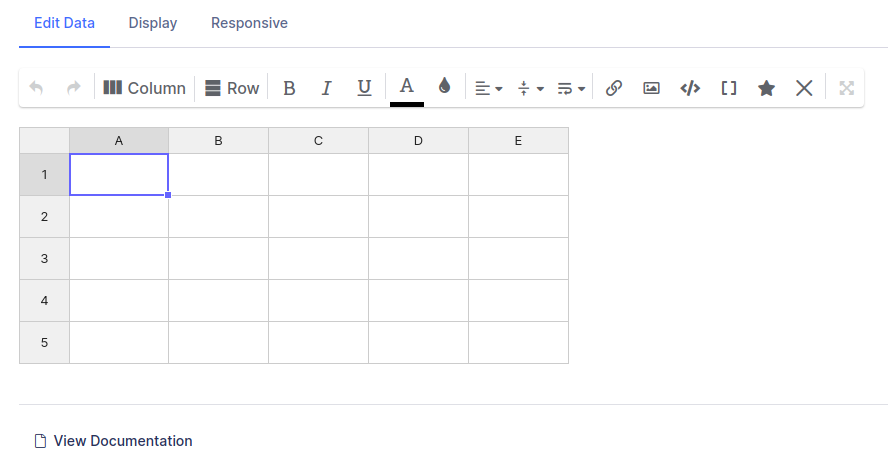 Edit Data Display Responsive
Column Row B I U A
A B C D E
1
2
3
4
5
View Documentation